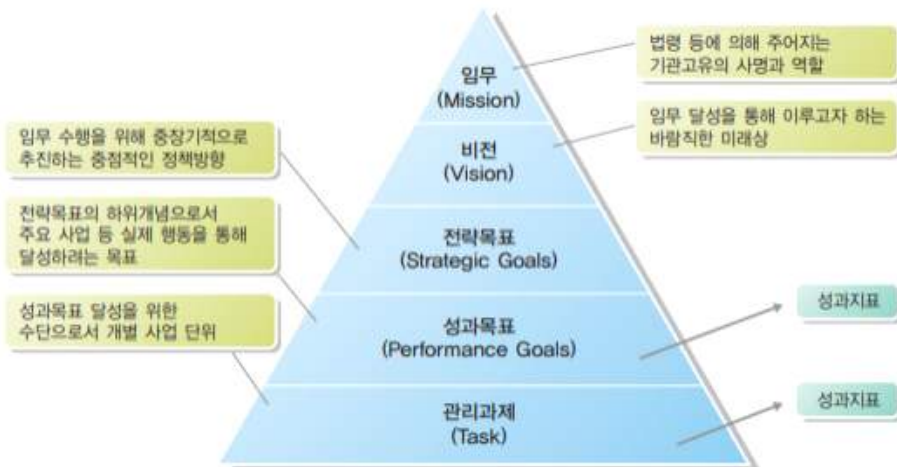 임무
(Mission)
법령 등에 의해 주어지는
기관고유의 사명과 역할
비전
(Vision)
임무 달성을 통해 이루고자 하는
바람직한 미래상
임무 수행을 위해 중장기적으로
추진하는 중점적인 정책방향
전략목표
(Strategic Goals)
전략목표의 하위개념으로서
주요 사업 등 실제 행동을 통해
달성하려는 목표
성과목표
(Performance Goals)
성과지표
성과목표 달성을 위한
수단으로서 개별 사업 단위
관리과제
(Task)
성과지표